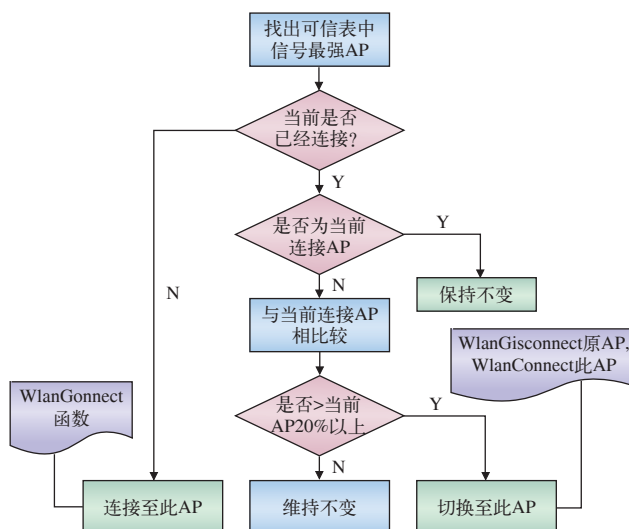 找出可信表中
信号最强AP
当前是否
已经连接?
Y
是否为当前
连接AP
Y
N
N
保持不变
与当前连接AP
相比较
WlanGisconnect原AP,
WlanConnect此AP
WlanGonnect
函数
是否>当前
AP20%以上
Y
N
连接至此AP
维持不变
切换至此AP